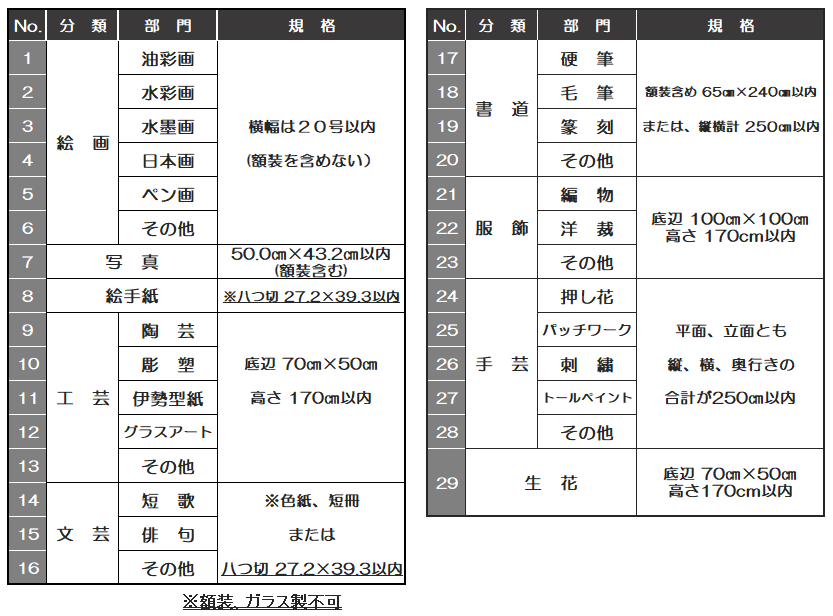 No. 分類 部門 規格
1 絵画 油彩画 横幅は２０号以内
2 水彩画 (額装を含めない)
3 水墨画
4 日本画
5 ペン画
6 その他
7 写真 50.0㎝×43.2㎝以内
(額装含む)
8 絵手紙 ※八つ切 27.2×39.3以内
9 工芸 陶芸 底辺 70㎝×50㎝
10 彫塑 高さ 170㎝以内
11 伊勢型紙
12 グラスアート
13 その他
14 文芸 短歌 ※色紙、短冊
15 俳句 または
16 その他 八つ切 27.2×39.3以内
※額装、ガラス製不可
No. 分類 部門 規格
17 書道 硬筆 額装含め 65㎝×240㎝以内
18 毛筆 または、縦横計 250㎝以内
19 篆刻
20 その他
21 服飾 編物 底辺 100㎝×100㎝
22 洋裁 高さ 170cm以内
23 その他
24 手芸 押し花 平面、立面とも
25 パッチワーク 縦、横、奥行きの
26 刺繍 合計が250㎝以内
27 トールペイント
28 その他
29 生花 底辺 70㎝×50㎝
高さ170cm以内